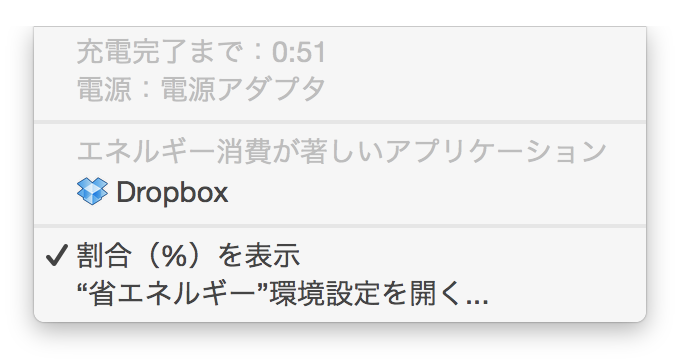 充電完了まで：0:51
電源：電源アダプタ
エネルギー消費が著しいアプリケーション
Dropbox
✓ 割合（%）を表示
“省エネルギー”環境設定を開く...